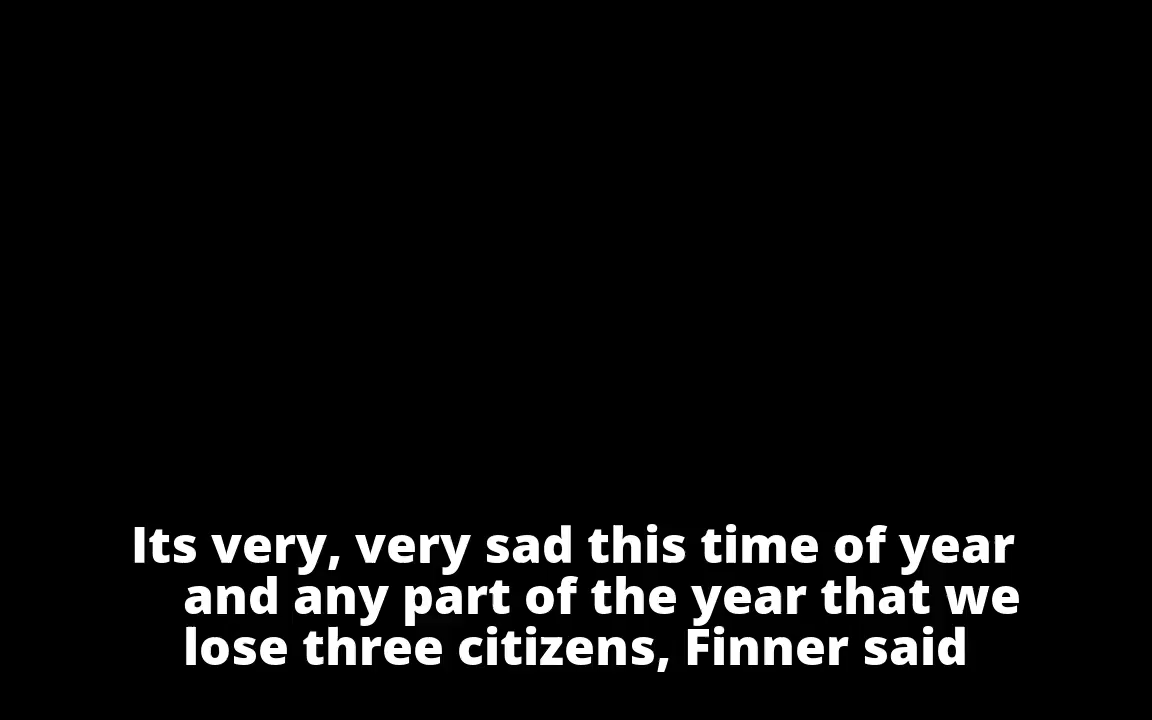 Its very, very sad this time of year
and any part of the year that we
lose three citizens, Finner said